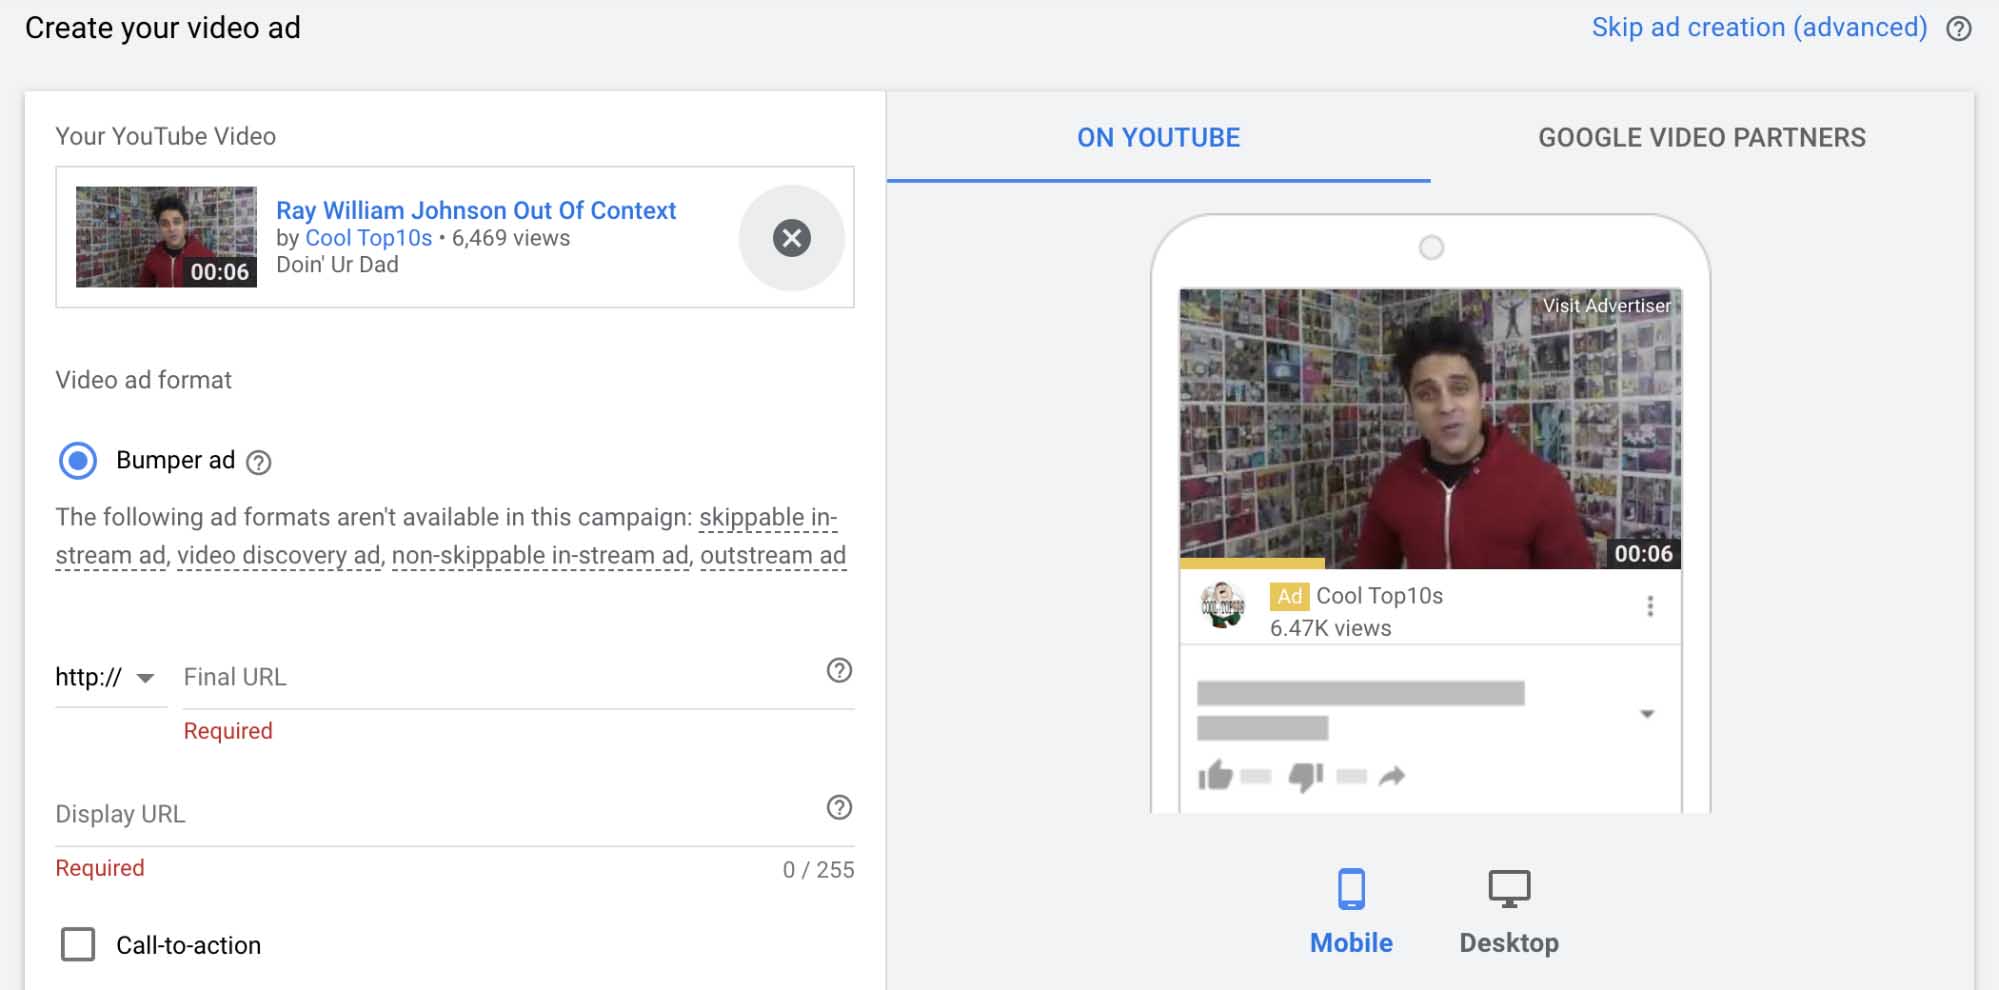 Create your video ad
Skip ad creation (advanced)
Your YouTube Video
00:06
Ray William Johnson Out Of Context
by Cool Top10s • 6,469 views
Doin' Ur Dad
Video ad format
Bumper ad
The following ad formats aren't available in this campaign: skippable in-
stream ad, video discovery ad, non-skippable in-stream ad, outstream ad
http://
Final URL
Required
Display URL
Required
0 / 255
Call-to-action
ON YOUTUBE
GOOGLE VIDEO PARTNERS
Visit Advertiser
00:06
Ad Cool Top10s
6.47K views
Mobile
Desktop